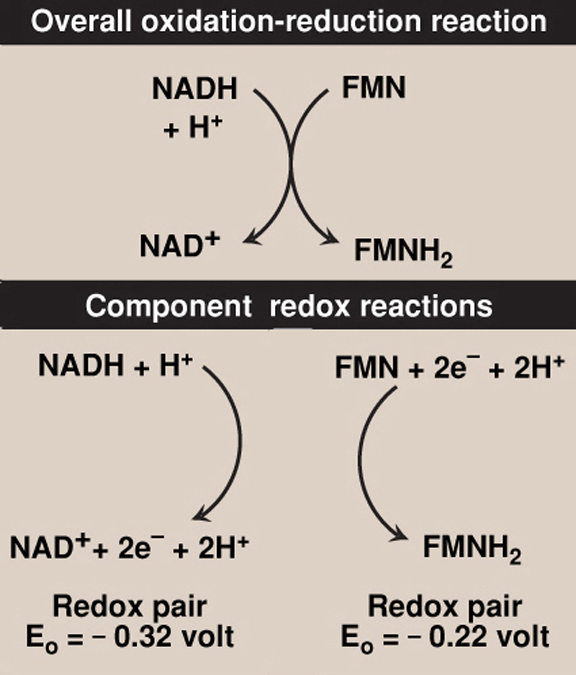 Overall oxidation-reduction reaction
NADH FMN
+ H⁺
NAD⁺ FMNH₂
Component redox reactions
NADH + H⁺ FMN + 2e⁻ + 2H⁺
NAD⁺+ 2e⁻ + 2H⁺ FMNH₂
Redox pair Redox pair
Eₒ = – 0.32 volt Eₒ = – 0.22 volt